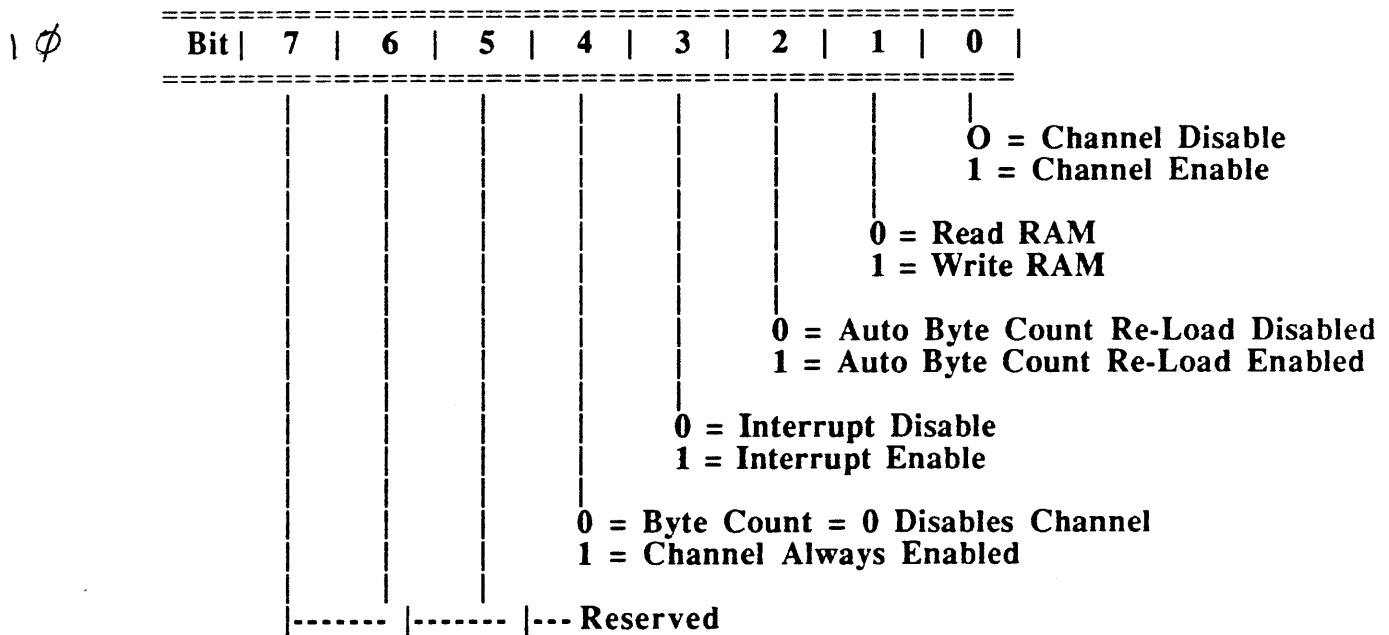 1Ø
Bit | 7 | 6 | 5 | 4 | 3 | 2 | 1 | 0 |
O = Channel Disable
1 = Channel Enable
0 = Read RAM
1 = Write RAM
0 = Auto Byte Count Re-Load Disabled
1 = Auto Byte Count Re-Load Enabled
0 = Interrupt Disable
1 = Interrupt Enable
0 = Byte Count = 0 Disables Channel
1 = Channel Always Enabled
|------- |------- |--- Reserved